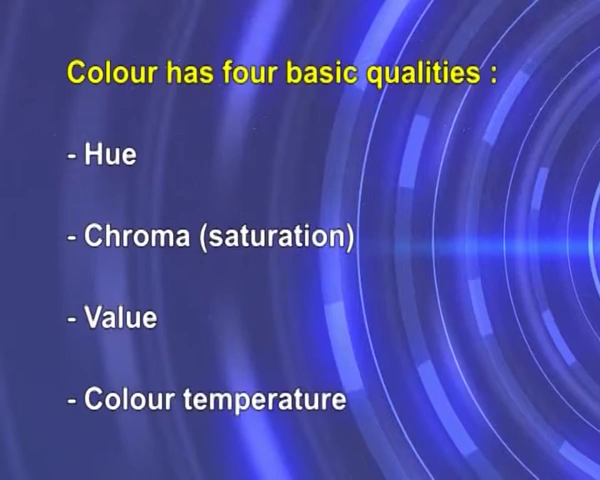 Colour has four basic qualities :
- Hue
- Chroma (saturation)
- Value
- Colour temperature